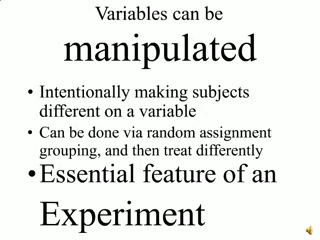 Variables can be
manipulated
• Intentionally making subjects
different on a variable
• Can be done via random assignment
grouping, and then treat differently
• Essential feature of an
Experiment